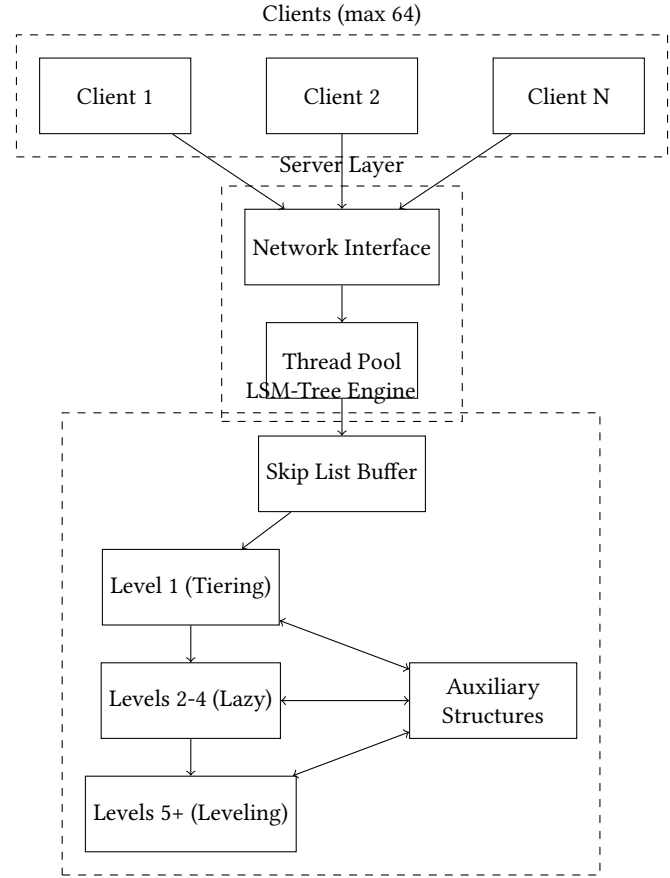 Clients (max 64)
Client 1
Client 2
Client N
Server Layer
Network Interface
Thread Pool
LSM-Tree Engine
Skip List Buffer
Level 1 (Tiering)
Levels 2-4 (Lazy)
Auxiliary
Structures
Levels 5+ (Leveling)